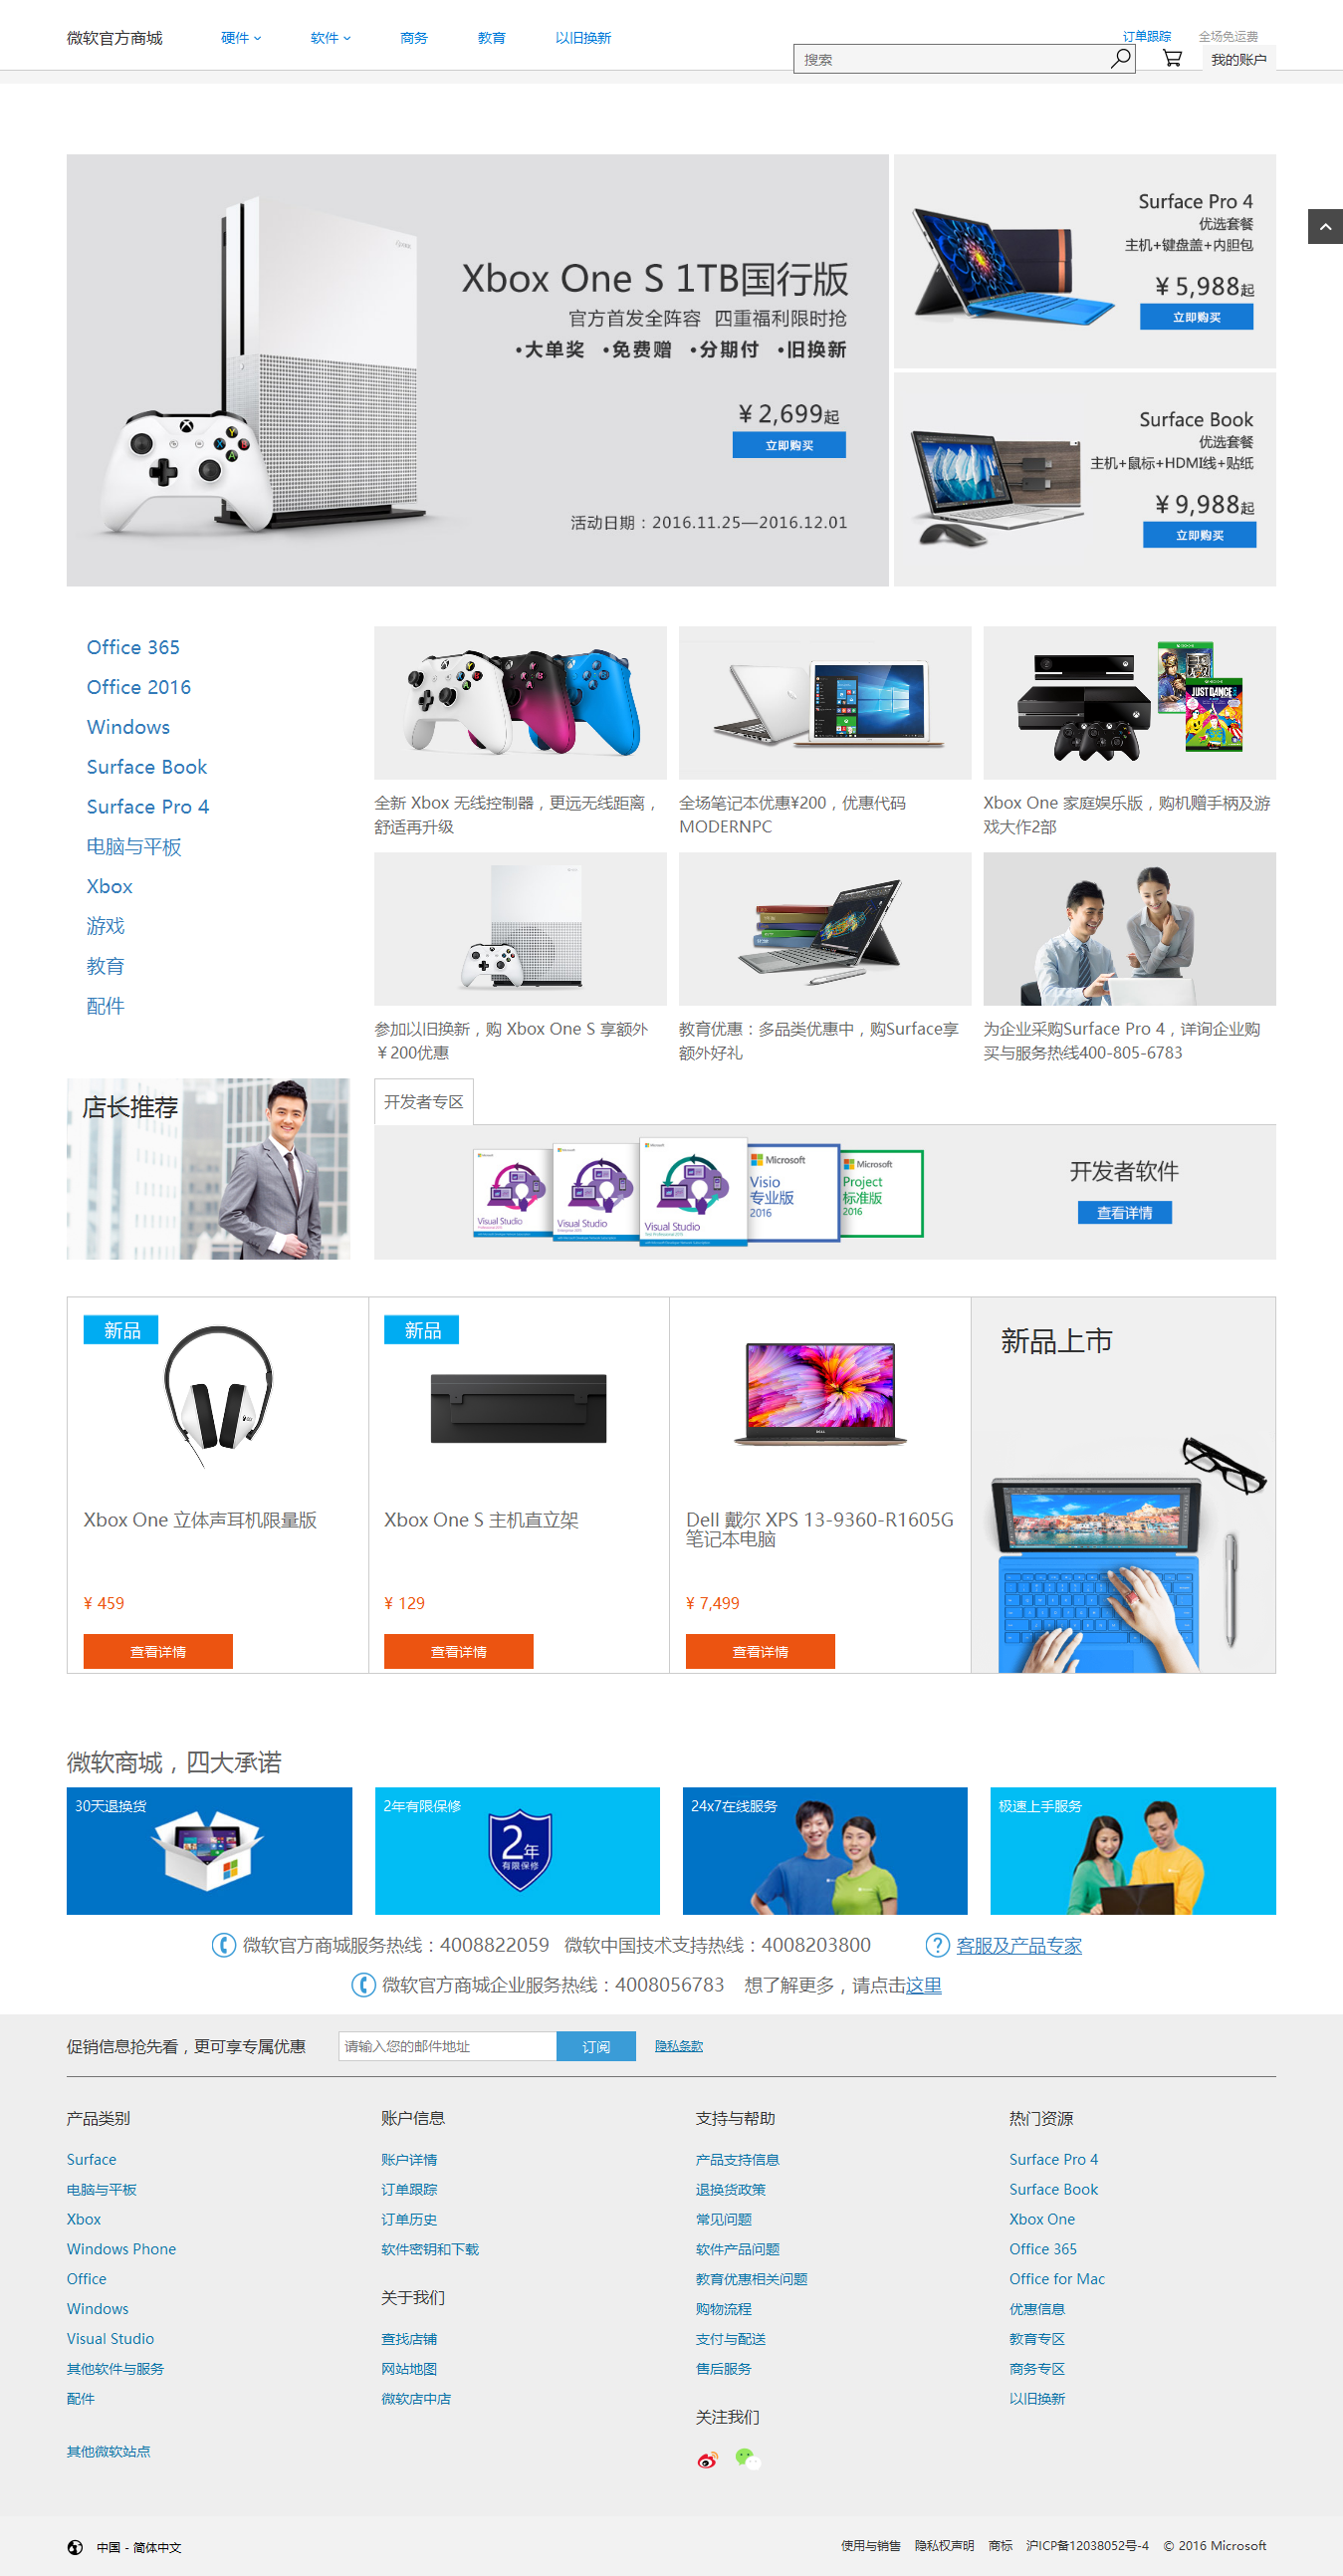 微软官方商城
硬件
软件
商务
教育
以旧换新
订单跟踪
全场免运费
搜索
我的账户
Xbox One S 1TB国行版
官方首发全阵容 四重福利限时抢
•大单奖 •免费赠 •分期付 •旧换新
¥2,699起
立即购买
活动日期：2016.11.25—2016.12.01
Surface Pro 4
优选套餐
主机+键盘盖+内胆包
¥5,988起
立即购买
Surface Book
优选套餐
主机+鼠标+HDMI线+贴纸
¥9,988起
立即购买
Office 365
Office 2016
Windows
Surface Book
Surface Pro 4
电脑与平板
Xbox
游戏
教育
配件
JUST DANCE
全新 Xbox 无线控制器，更远无线距离，
舒适再升级
全场笔记本优惠¥200，优惠代码
MODERNPC
Xbox One 家庭娱乐版，购机赠手柄及游
戏大作2部
参加以旧换新，购 Xbox One S 享额外
￥200优惠
教育优惠：多品类优惠中，购Surface享
额外好礼
为企业采购Surface Pro 4，详询企业购
买与服务热线400-805-6783
店长推荐
开发者专区
Visual Studio
Visual Studio
Visual Studio
Microsoft
Visio
专业版
2016
Microsoft
Project
标准版
2016
开发者软件
查看详情
新品
Xbox One 立体声耳机限量版
¥ 459
查看详情
新品
Xbox One S 主机直立架
¥ 129
查看详情
DELL
Dell 戴尔 XPS 13-9360-R1605G
笔记本电脑
¥ 7,499
查看详情
新品上市
微软商城，四大承诺
30天退换货
2年有限保修
2年
有限保修
24x7在线服务
极速上手服务
微软官方商城服务热线：4008822059 微软中国技术支持热线：4008203800
客服及产品专家
微软官方商城企业服务热线：4008056783 想了解更多，请点击这里
促销信息抢先看，更可享专属优惠
请输入您的邮件地址
订阅
隐私条款
产品类别
Surface
电脑与平板
Xbox
Windows Phone
Office
Windows
Visual Studio
其他软件与服务
配件
其他微软站点
账户信息
账户详情
订单跟踪
订单历史
软件密钥和下载
关于我们
查找店铺
网站地图
微软店中店
支持与帮助
产品支持信息
退换货政策
常见问题
软件产品问题
教育优惠相关问题
购物流程
支付与配送
售后服务
关注我们
热门资源
Surface Pro 4
Surface Book
Xbox One
Office 365
Office for Mac
优惠信息
教育专区
商务专区
以旧换新
中国 - 简体中文
使用与销售
隐私权声明
商标
沪ICP备12038052号-4
© 2016 Microsoft